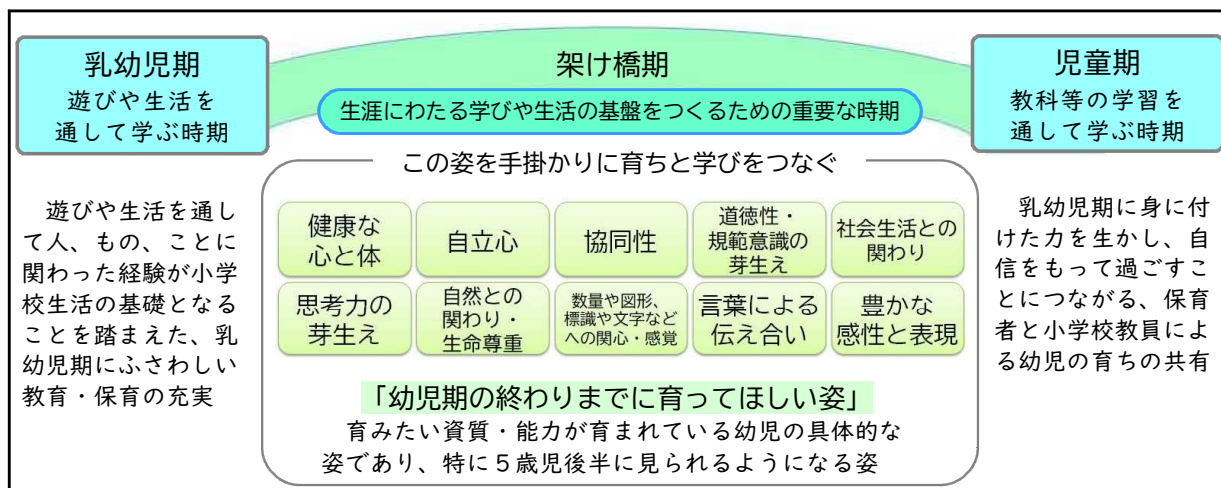 乳幼児期
遊びや生活を
通して学ぶ時期
架け橋期
生涯にわたる学びや生活の基盤をつくるための重要な時期
児童期
教科等の学習を
通して学ぶ時期
遊びや生活を通し
て人、もの、ことに
関わった経験が小学
校生活の基礎となる
ことを踏まえた、乳
幼児期にふさわしい
教育・保育の充実
この姿を手掛かりに育ちと学びをつなぐ
健康な
心と体
自立心
協同性
道徳性・
規範意識の
芽生え
社会生活との
関わり
思考力の
芽生え
自然との
関わり・
生命尊重
数量や図形、
標識や文字など
への関心・感覚
言葉による
伝え合い
豊かな
感性と表現
「幼児期の終わりまでに育ってほしい姿」
育みたい資質・能力が育まれている幼児の具体的な
姿であり、特に５歳児後半に見られるようになる姿
乳幼児期に身に付
けた力を生かし、自
信をもって過ごすこ
とにつながる、保育
者と小学校教員によ
る幼児の育ちの共有